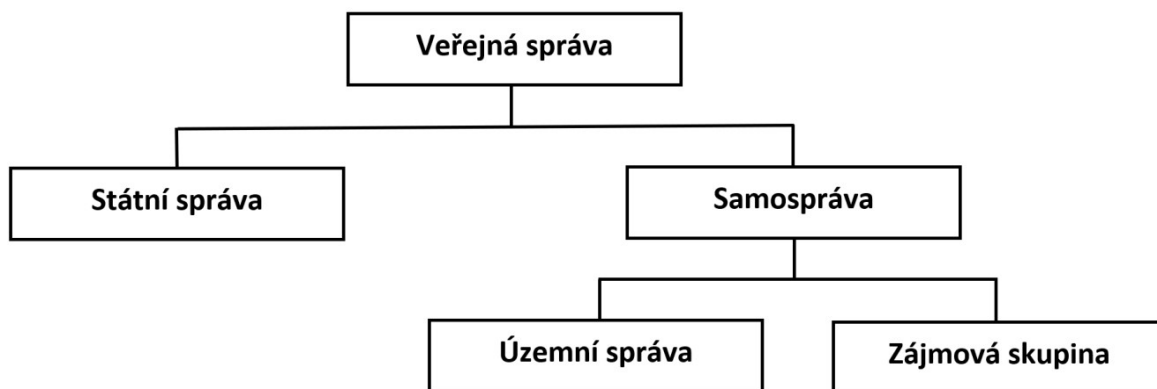 Veřejná správa
Státní správa
Samospráva
Územní správa
Zájmová skupina